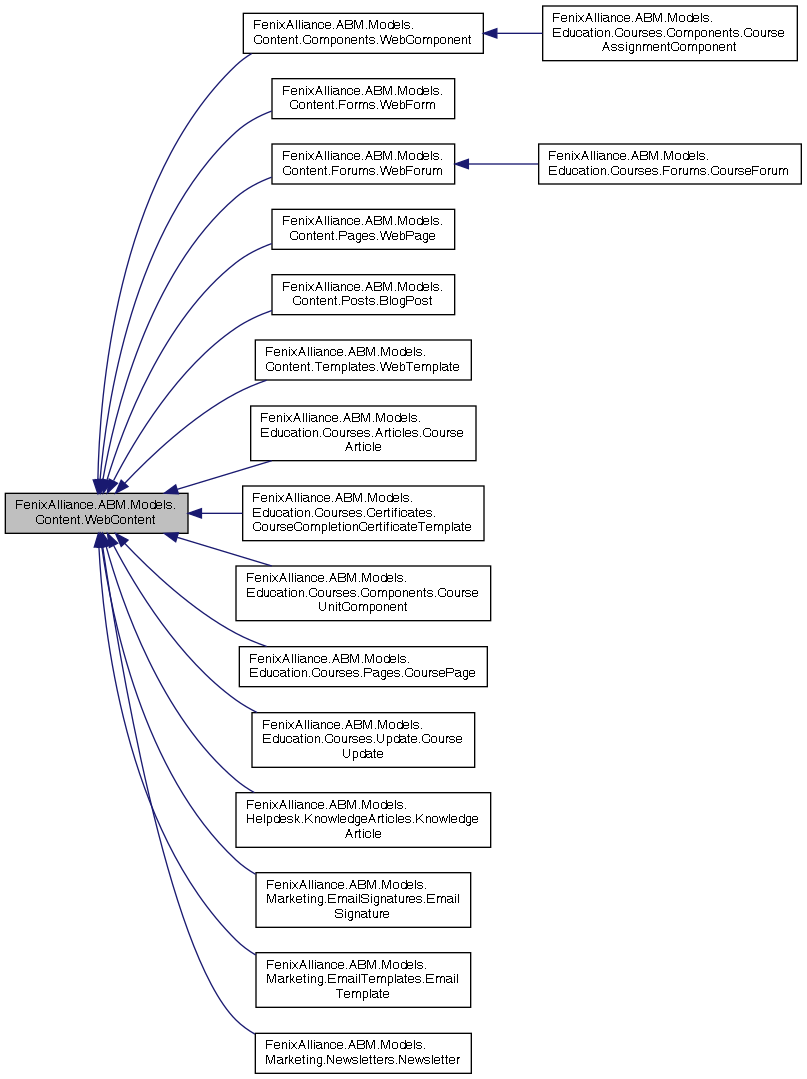 FenixAlliance.ABM.Models.
Content.Components.WebComponent
FenixAlliance.ABM.Models.
Education.Courses.Components.Course
AssignmentComponent
FenixAlliance.ABM.Models.
Content.Forms.WebForm
FenixAlliance.ABM.Models.
Content.Forums.WebForum
FenixAlliance.ABM.Models.
Education.Courses.Forums.CourseForum
FenixAlliance.ABM.Models.
Content.Pages.WebPage
FenixAlliance.ABM.Models.
Content.Posts.BlogPost
FenixAlliance.ABM.Models.
Content.Templates.WebTemplate
FenixAlliance.ABM.Models.
Education.Courses.Articles.Course
Article
FenixAlliance.ABM.Models.
Content.WebContent
FenixAlliance.ABM.Models.
Education.Courses.Certificates.
CourseCompletionCertificateTemplate
FenixAlliance.ABM.Models.
Education.Courses.Components.Course
UnitComponent
FenixAlliance.ABM.Models.
Education.Courses.Pages.CoursePage
FenixAlliance.ABM.Models.
Education.Courses.Update.Course
Update
FenixAlliance.ABM.Models.
Helpdesk.KnowledgeArticles.Knowledge
Article
FenixAlliance.ABM.Models.
Marketing.EmailSignatures.Email
Signature
FenixAlliance.ABM.Models.
Marketing.EmailTemplates.Email
Template
FenixAlliance.ABM.Models.
Marketing.Newsletters.Newsletter